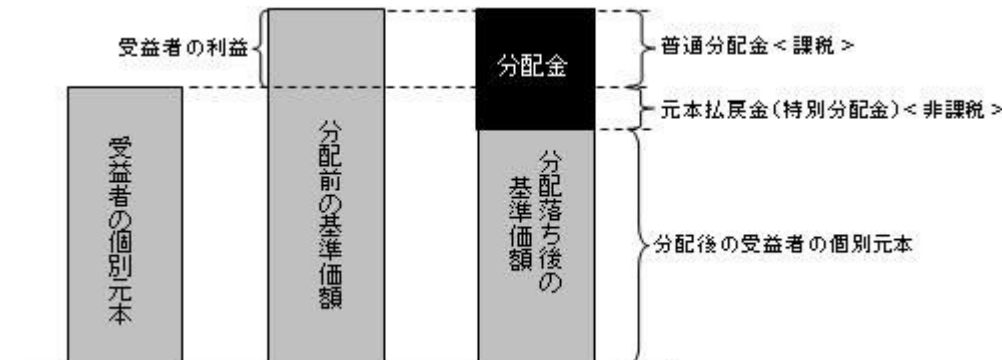 受益者の利益
受益者の個別元本
分配前の基準価額
分配金
分配落ち後の
基準価額
普通分配金<課税>
元本払戻金(特別分配金)<非課税>
分配後の受益者の個別元本